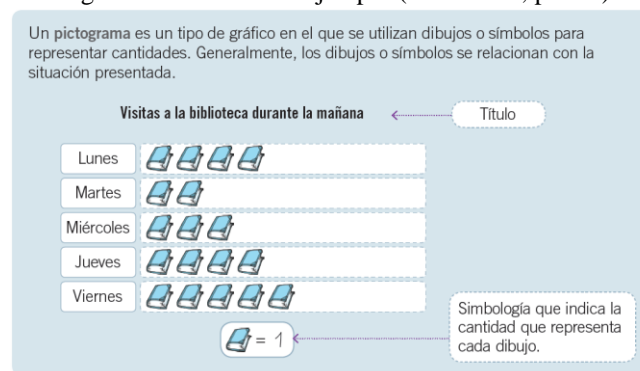 Un pictograma es un tipo de gráfico en el que se utilizan dibujos o símbolos para
representar cantidades. Generalmente, los dibujos o símbolos se relacionan con la
situación presentada.
Visitas a la biblioteca durante la mañana
Título
Lunes
Martes
Miércoles
Jueves
Viernes
= 1
Simbología que indica la
cantidad que representa
cada dibujo.